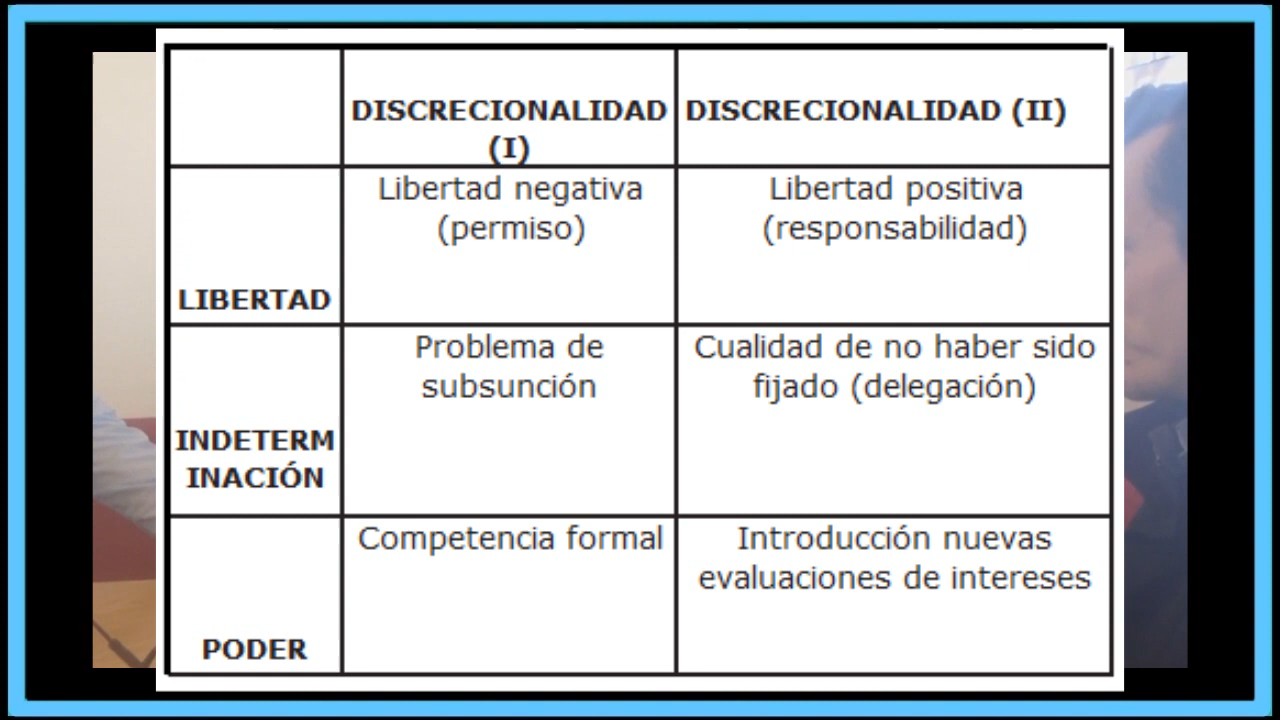 DISCRECIONALIDAD
(I)
DISCRECIONALIDAD (II)
LIBERTAD
Libertad negativa
(permiso)
Libertad positiva
(responsabilidad)
INDETERM
INACIÓN
Problema de
subsunción
Cualidad de no haber sido
fijado (delegación)
PODER
Competencia formal
Introducción nuevas
evaluaciones de intereses